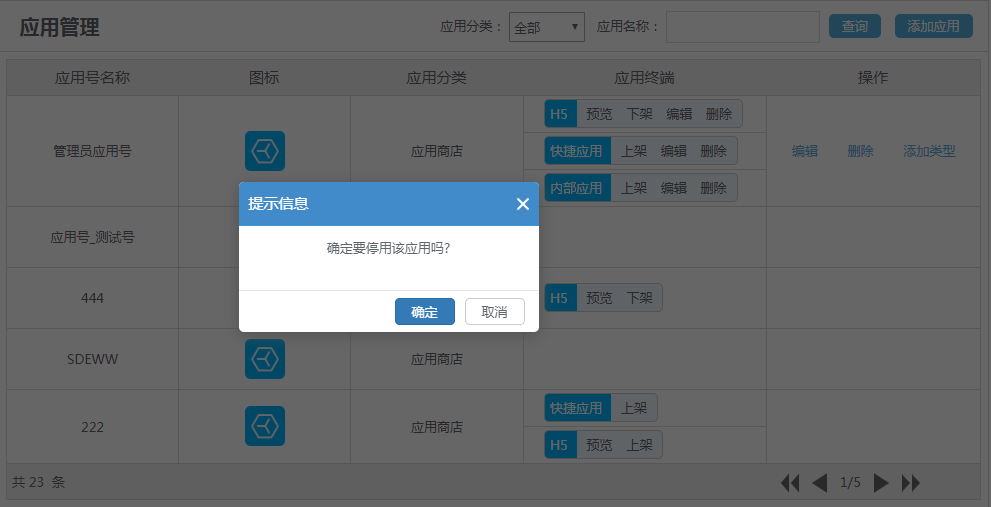 应用管理 应用分类： 全部 应用名称： 查询 添加应用
应用号名称 图标 应用分类 应用终端 操作
H5 预览 下架 编辑 删除
管理员应用号 应用商店 快捷应用 上架 编辑 删除 编辑 删除 添加类型
内部应用 上架 编辑 删除
提示信息
应用号_测试号
确定要停用该应用吗?
444 H5 预览 下架
确定 取消
SDEWW 应用商店
快捷应用 上架
222 应用商店
H5 预览 上架
共 23 条 1/5